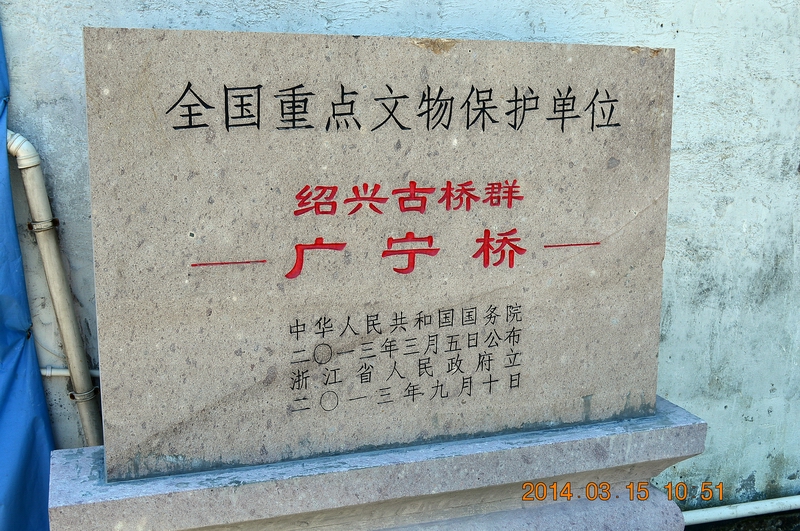 全国重点文物保护单位
绍兴古桥群
—广宁桥—
中华人民共和国国务院
二〇一三年三月五日公布
浙江省人民政府立
二〇一三年九月十日
2014.03.15 10:51